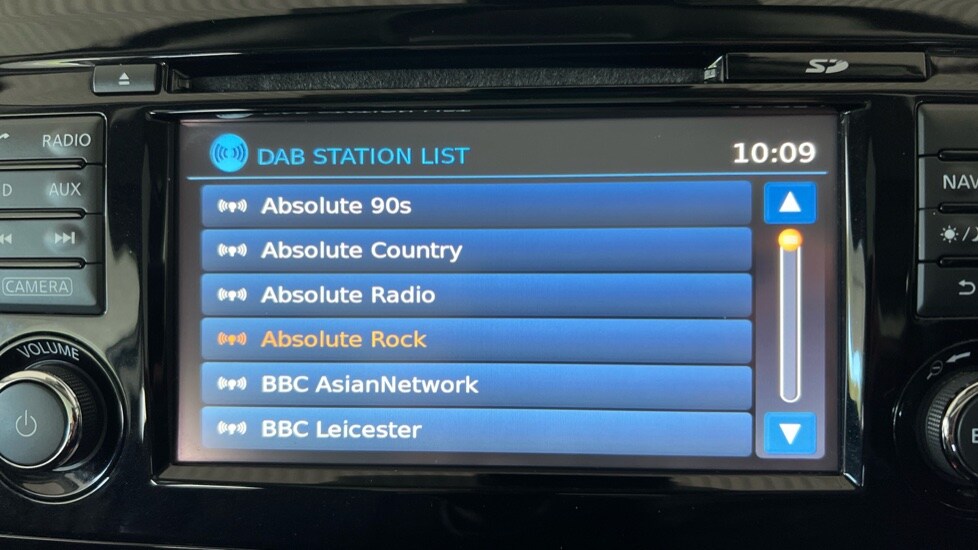 SD
RADIO
DAB STATION LIST
10:09
D
AUX
NAV
Absolute 90s
Absolute Country
Absolute Radio
CAMERA
Absolute Rock
VOLUME
BBC AsianNetwork
BBC Leicester